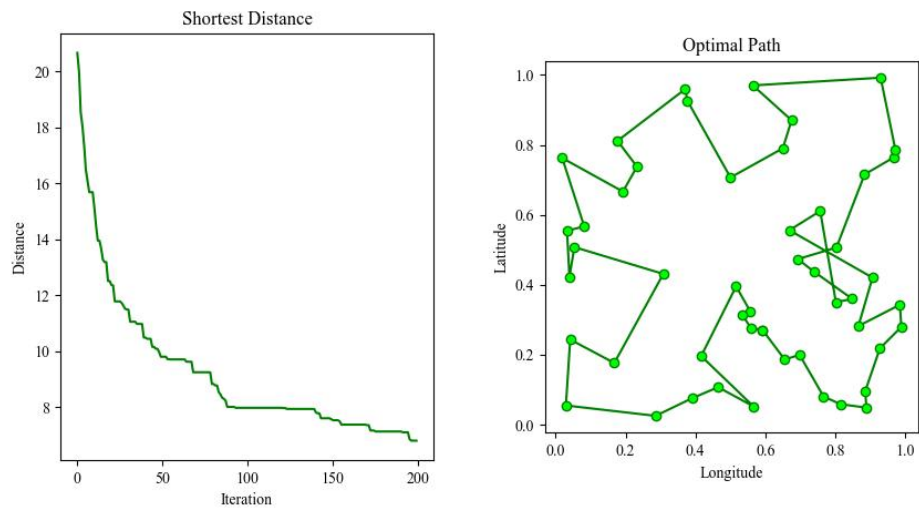 Shortest Distance
20
18
16
14
12
10
8
Distance
0 50 100 150 200
Iteration
Optimal Path
1.0
0.8
0.6
0.4
0.2
0.0
Latitude
0.0 0.2 0.4 0.6 0.8 1.0
Longitude